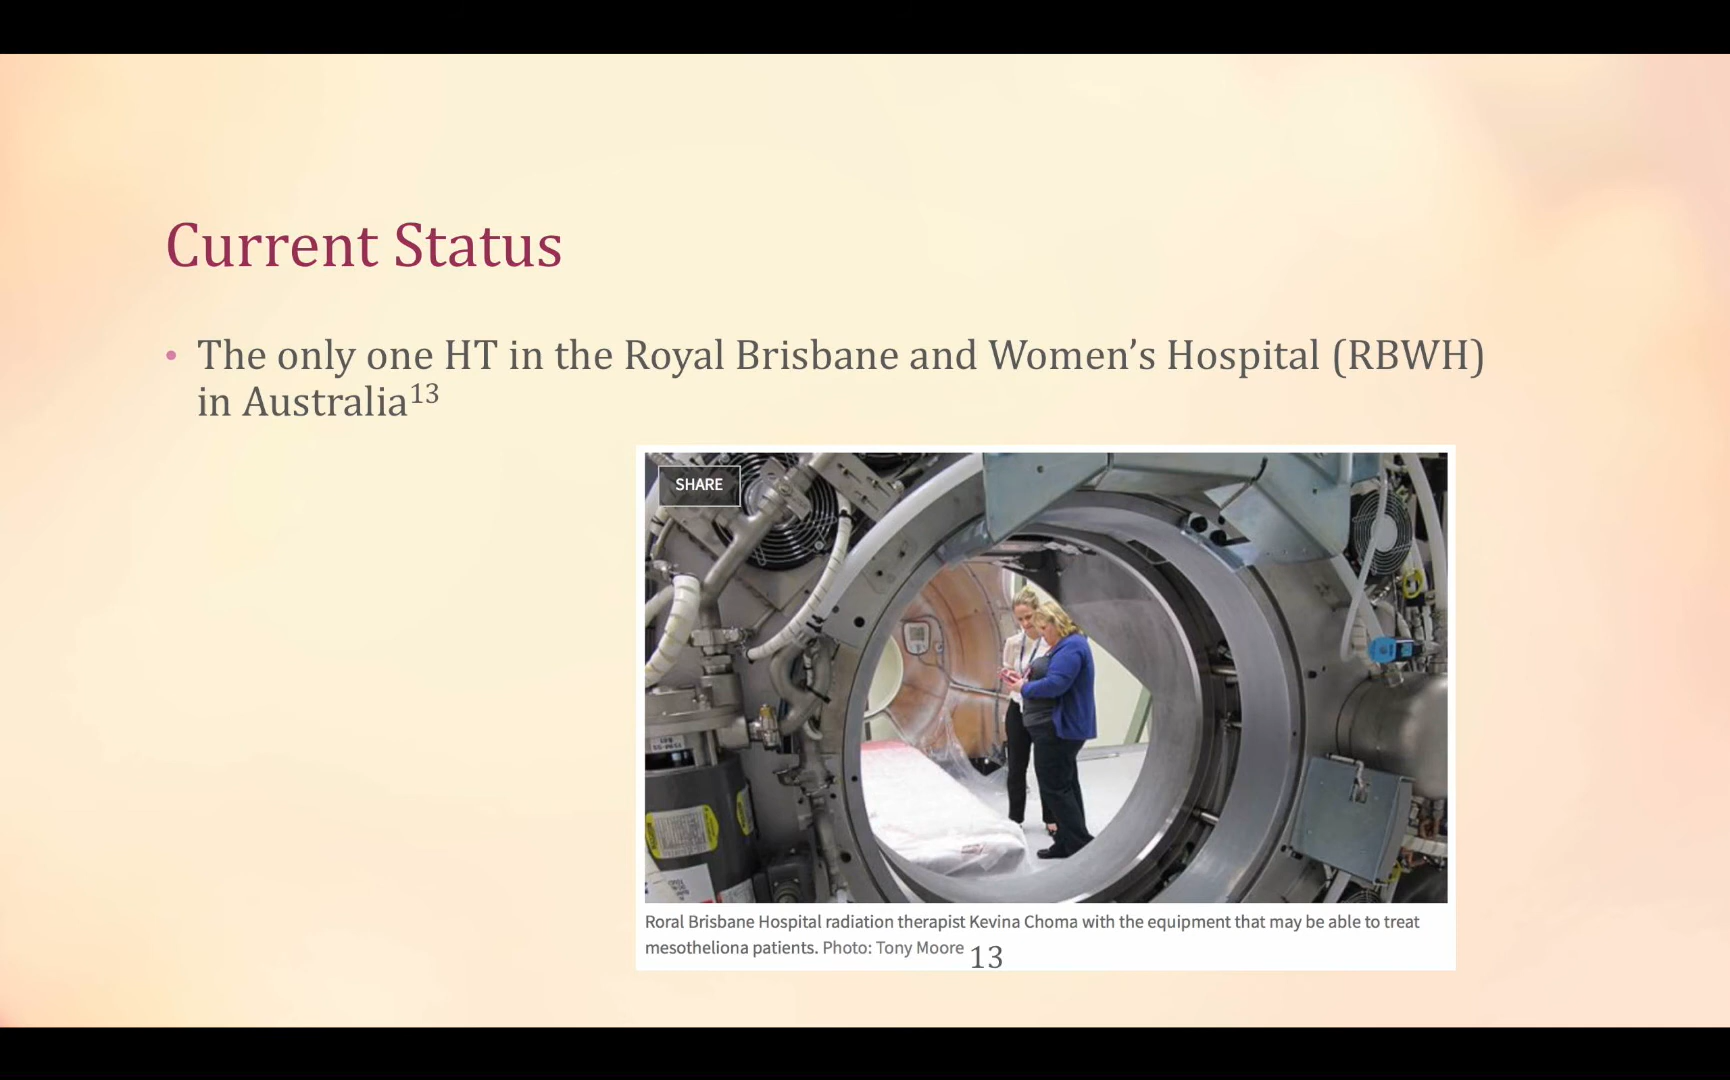 Current Status
• The only one HT in the Royal Brisbane and Women’s Hospital (RBWH)
in Australia13
SHARE
Roral Brisbane Hospital radiation therapist Kevina Choma with the equipment that may be able to treat
mesotheliona patients. Photo: Tony Moore 13